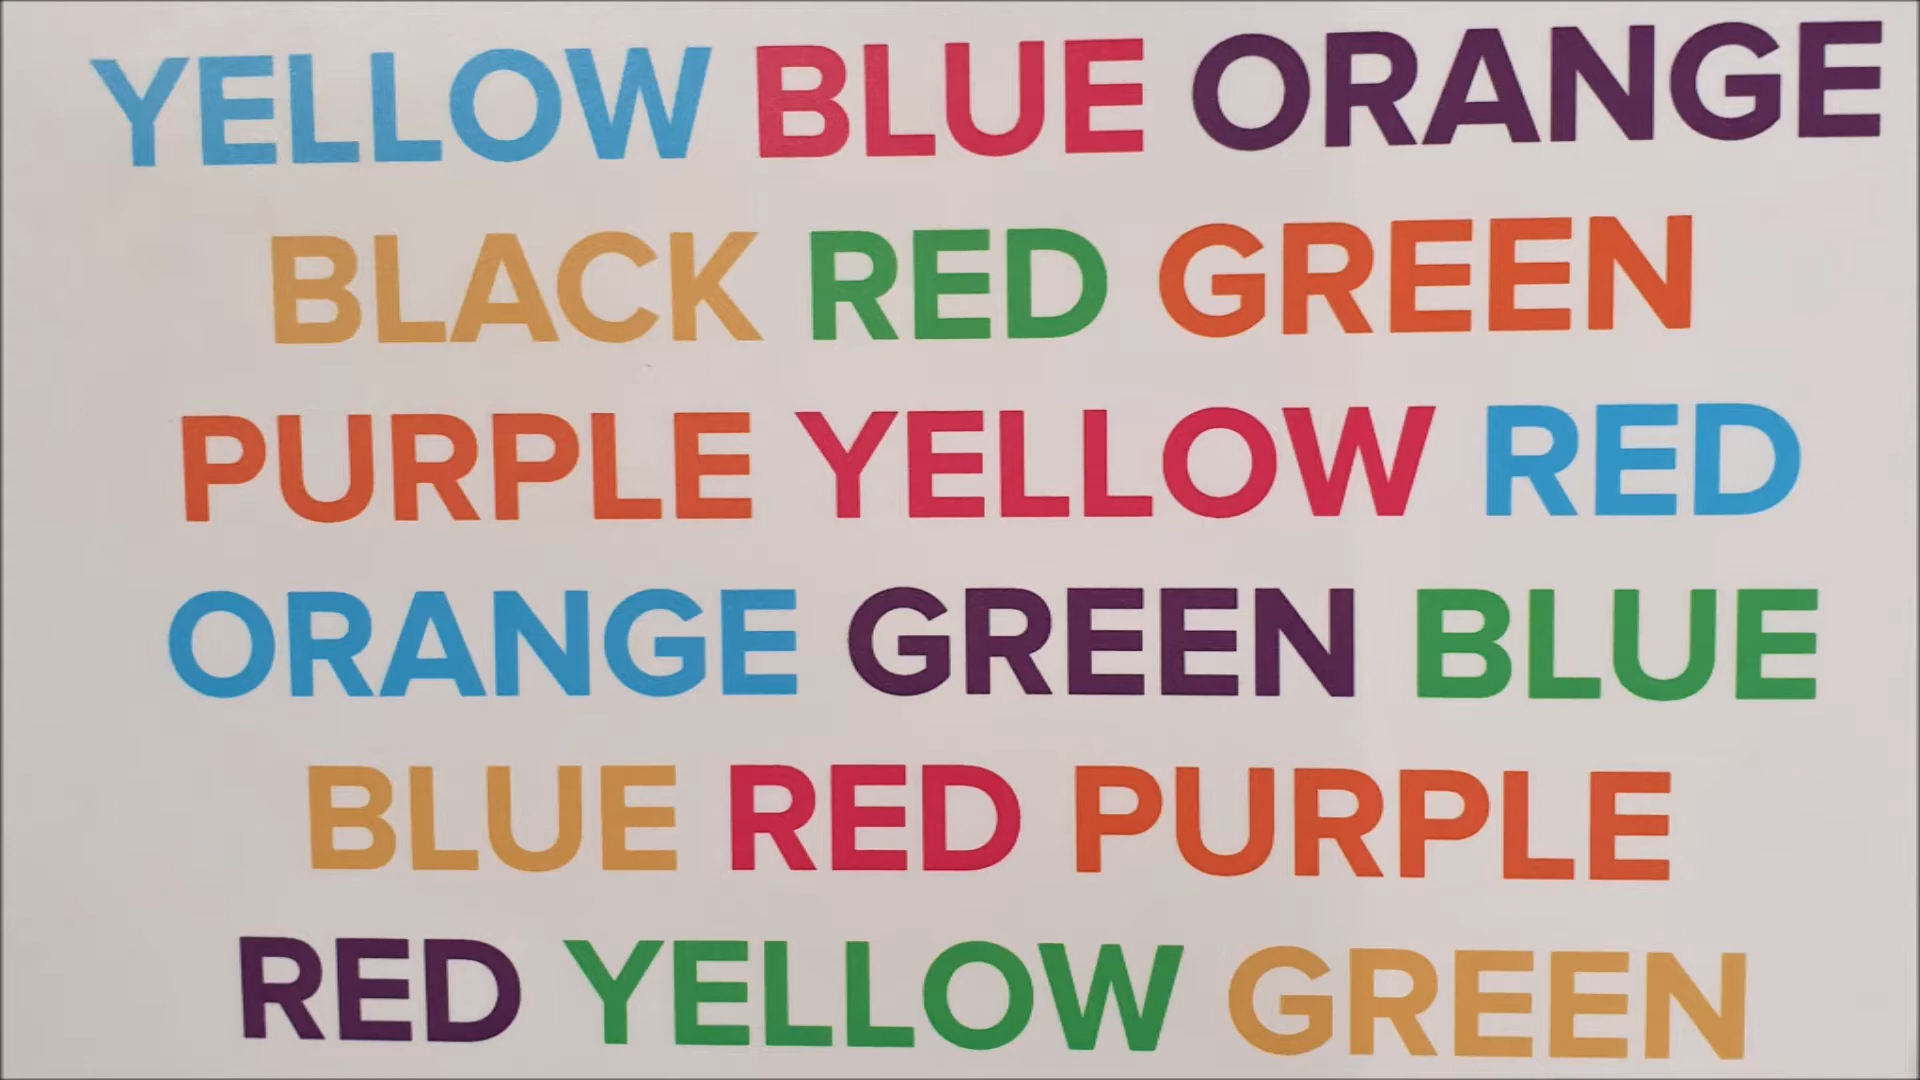 YELLOW BLUE ORANGE
BLACK RED GREEN
PURPLE YELLOW RED
ORANGE GREEN BLUE
BLUE RED PURPLE
RED YELLOW GREEN